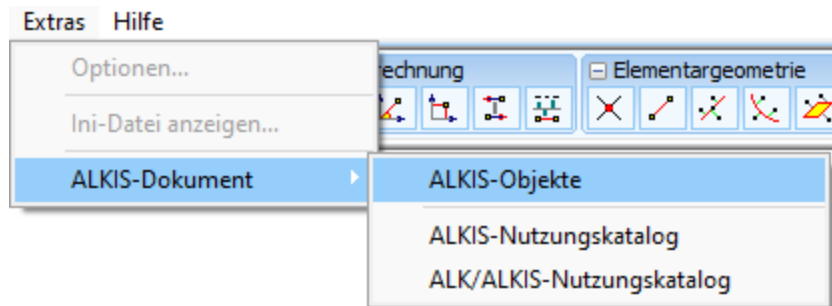 Extras Hilfe
Optionen...
rechnung
Elementargeometrie
Ini-Datei anzeigen...
ALKIS-Dokument
ALKIS-Objekte
ALKIS-Nutzungskatalog
ALK/ALKIS-Nutzungskatalog